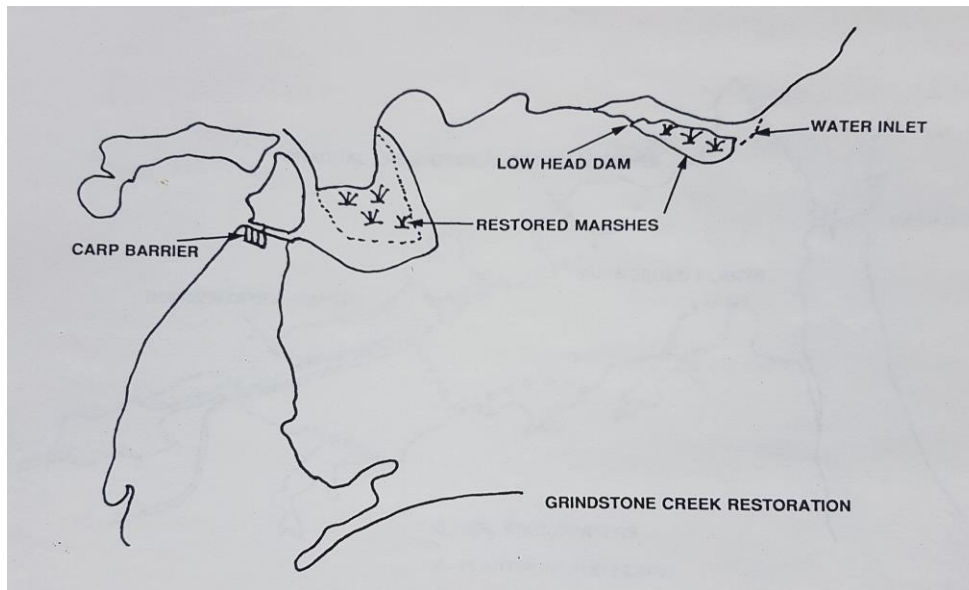 WATER INLET
LOW HEAD DAM
RESTORED MARSHES
CARP BARRIER
GRINDSTONE CREEK RESTORATION